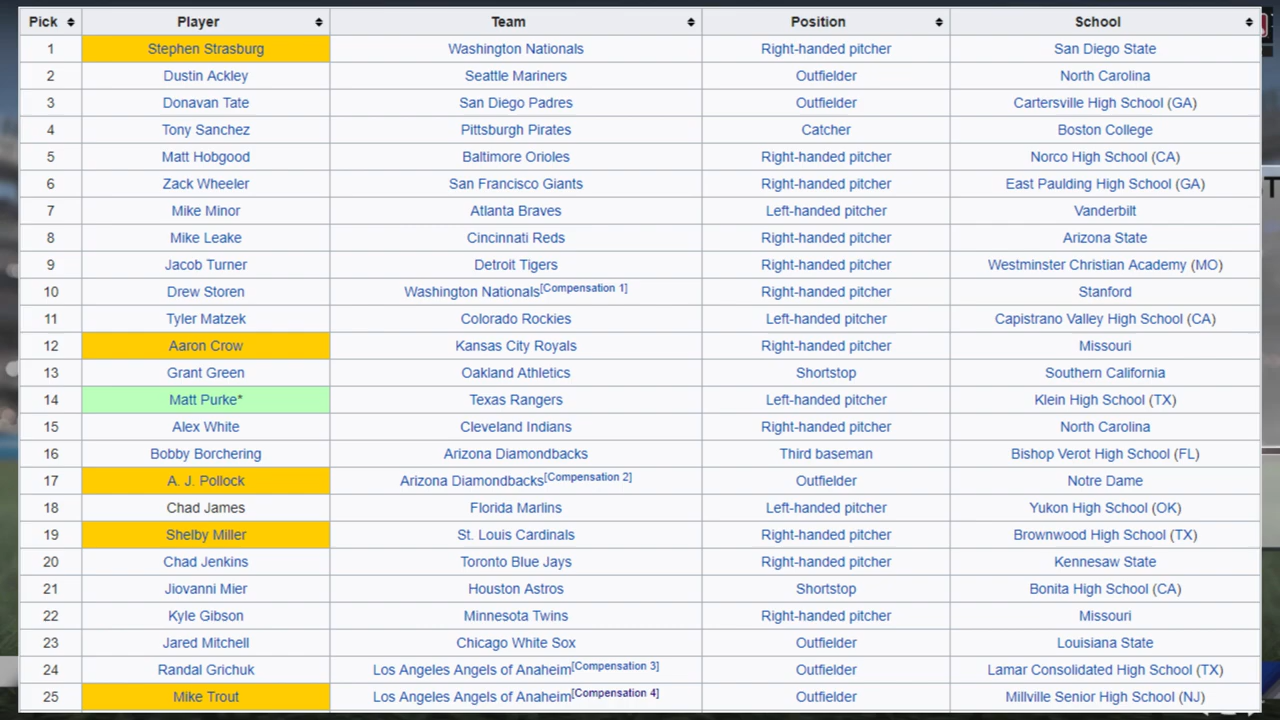 Pick Player Team Position School
1 Stephen Strasburg Washington Nationals Right-handed pitcher San Diego State
2 Dustin Ackley Seattle Mariners Outfielder North Carolina
3 Donavan Tate San Diego Padres Outfielder Cartersville High School (GA)
4 Tony Sanchez Pittsburgh Pirates Catcher Boston College
5 Matt Hobgood Baltimore Orioles Right-handed pitcher Norco High School (CA)
6 Zack Wheeler San Francisco Giants Right-handed pitcher East Paulding High School (GA)
7 Mike Minor Atlanta Braves Left-handed pitcher Vanderbilt
8 Mike Leake Cincinnati Reds Right-handed pitcher Arizona State
9 Jacob Turner Detroit Tigers Right-handed pitcher Westminster Christian Academy (MO)
10 Drew Storen Washington Nationals[Compensation 1] Right-handed pitcher Stanford
11 Tyler Matzek Colorado Rockies Left-handed pitcher Capistrano Valley High School (CA)
12 Aaron Crow Kansas City Royals Right-handed pitcher Missouri
13 Grant Green Oakland Athletics Shortstop Southern California
14 Matt Purke* Texas Rangers Left-handed pitcher Klein High School (TX)
15 Alex White Cleveland Indians Right-handed pitcher North Carolina
16 Bobby Borchering Arizona Diamondbacks Third baseman Bishop Verot High School (FL)
17 A. J. Pollock Arizona Diamondbacks[Compensation 2] Outfielder Notre Dame
18 Chad James Florida Marlins Left-handed pitcher Yukon High School (OK)
19 Shelby Miller St. Louis Cardinals Right-handed pitcher Brownwood High School (TX)
20 Chad Jenkins Toronto Blue Jays Right-handed pitcher Kennesaw State
21 Jiovanni Mier Houston Astros Shortstop Bonita High School (CA)
22 Kyle Gibson Minnesota Twins Right-handed pitcher Missouri
23 Jared Mitchell Chicago White Sox Outfielder Louisiana State
24 Randal Grichuk Los Angeles Angels of Anaheim[Compensation 3] Outfielder Lamar Consolidated High School (TX)
25 Mike Trout Los Angeles Angels of Anaheim[Compensation 4] Outfielder Millville Senior High School (NJ)